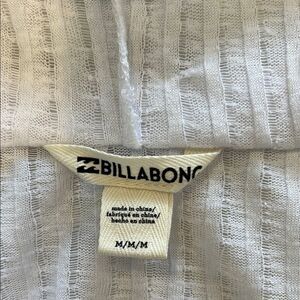 BILLABONG
made in china/
fabriqué en chine/
hecho en china
M/M/M